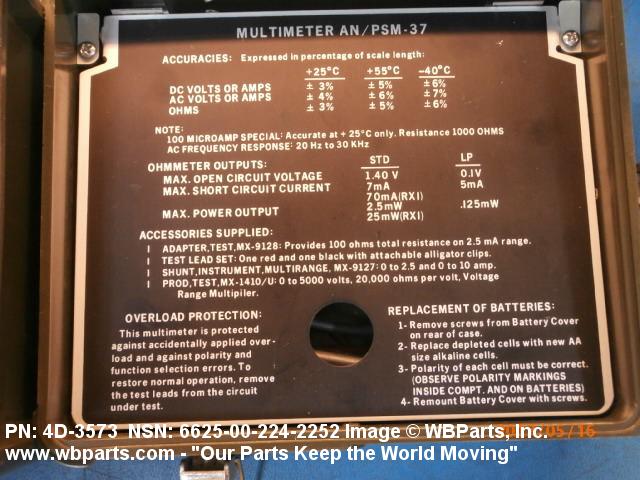 MULTIMETER AN/PSM-37
ACCURACIES: Expressed in percentage of scale length:
+25°C +55°C -40°C
DC VOLTS OR AMPS ± 3% ± 5% ± 6%
AC VOLTS OR AMPS ± 4% ± 6% ± 7%
OHMS ± 3% ± 5% ± 6%
NOTE:
100 MICROAMP SPECIAL: Accurate at + 25°C only. Resistance 1000 OHMS
AC FREQUENCY RESPONSE: 20 Hz to 30 KHz
OHMMETER OUTPUTS: STD LP
MAX. OPEN CIRCUIT VOLTAGE 1.40 V 0.1V
MAX. SHORT CIRCUIT CURRENT 7mA 5mA
70mA(RX1)
MAX. POWER OUTPUT 2.5mW .125mW
25mW(RX1)
ACCESSORIES SUPPLIED:
1 ADAPTER,TEST,MX-9128: Provides 100 ohms total resistance on 2.5 mA range.
1 TEST LEAD SET: One red and one black with attachable alligator clips.
1 SHUNT,INSTRUMENT,MULTIRANGE, MX-9127: 0 to 2.5 and 0 to 10 amp.
1 PROD,TEST,MX-1410/U: 0 to 5000 volts, 20,000 ohms per volt, Voltage
Range Multipiler.
OVERLOAD PROTECTION:
This multimeter is protected
against accidentally applied over-
load and against polarity and
function selection errors. To
restore normal operation, remove
the test leads from the circuit
under test.
REPLACEMENT OF BATTERIES:
1- Remove screws from Battery Cover
on rear of case.
2- Replace depleted cells with new AA
size alkaline cells.
3- Polarity of each cell must be correct.
(OBSERVE POLARITY MARKINGS
INSIDE COMPT. AND ON BATTERIES)
4- Remount Battery Cover with screws.
PN: 4D-3573 NSN: 6625-00-224-2252 Image © WBParts, Inc.
www.wbparts.com - "Our Parts Keep the World Moving"